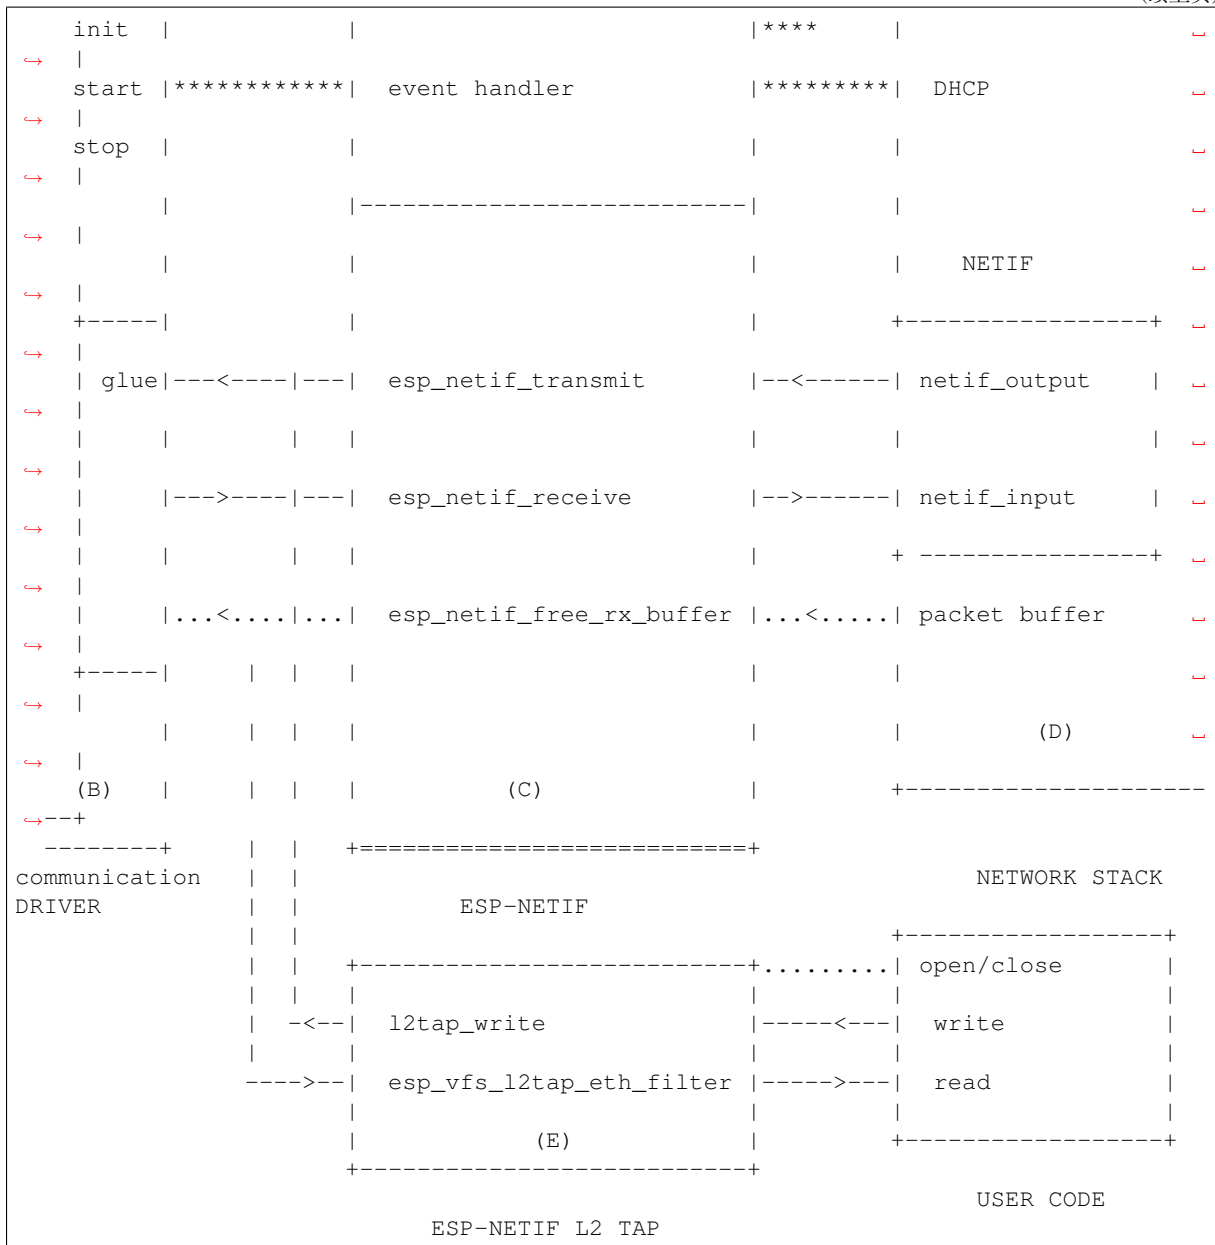 init  |            |                           |****     |                    ␣
↪  |
    start |************|  event handler            |*********|  DHCP              ␣
↪  |
    stop  |            |                           |         |                    ␣
↪  |
          |            |---------------------------|         |                    ␣
↪  |
          |            |                           |         |    NETIF           ␣
↪  |
    +-----|            |                           |         +-----------------+  ␣
↪  |
    | glue|---<----|---|  esp_netif_transmit       |--<------| netif_output    |  ␣
↪  |
    |     |        |   |                           |         |                 |  ␣
↪  |
    |     |--->----|---|  esp_netif_receive        |-->------| netif_input     |  ␣
↪  |
    |     |        |   |                           |         + ----------------+  ␣
↪  |
    |     |...<....|...|  esp_netif_free_rx_buffer |...<.....| packet buffer      ␣
↪  |
    +-----|     |  |   |                           |         |                    ␣
↪  |
          |     |  |   |                           |         |         (D)        ␣
↪  |
    (B)   |     |  |   |          (C)              |         +---------------------
↪--+
  --------+     |  |   +===========================+
communication   |  |                                               NETWORK STACK
DRIVER          |  |           ESP-NETIF
                |  |                                         +------------------+
                |  |   +---------------------------+.........| open/close       |
                |  |   |                           |         |                  |
                |  -<--|  l2tap_write              |-----<---|  write           |
                |      |                           |         |                  |
                ---->--|  esp_vfs_l2tap_eth_filter |----->---|  read            |
                       |                           |         |                  |
                       |            (E)            |         +------------------+
                       +---------------------------+
                                                                  USER CODE
                             ESP-NETIF L2 TAP